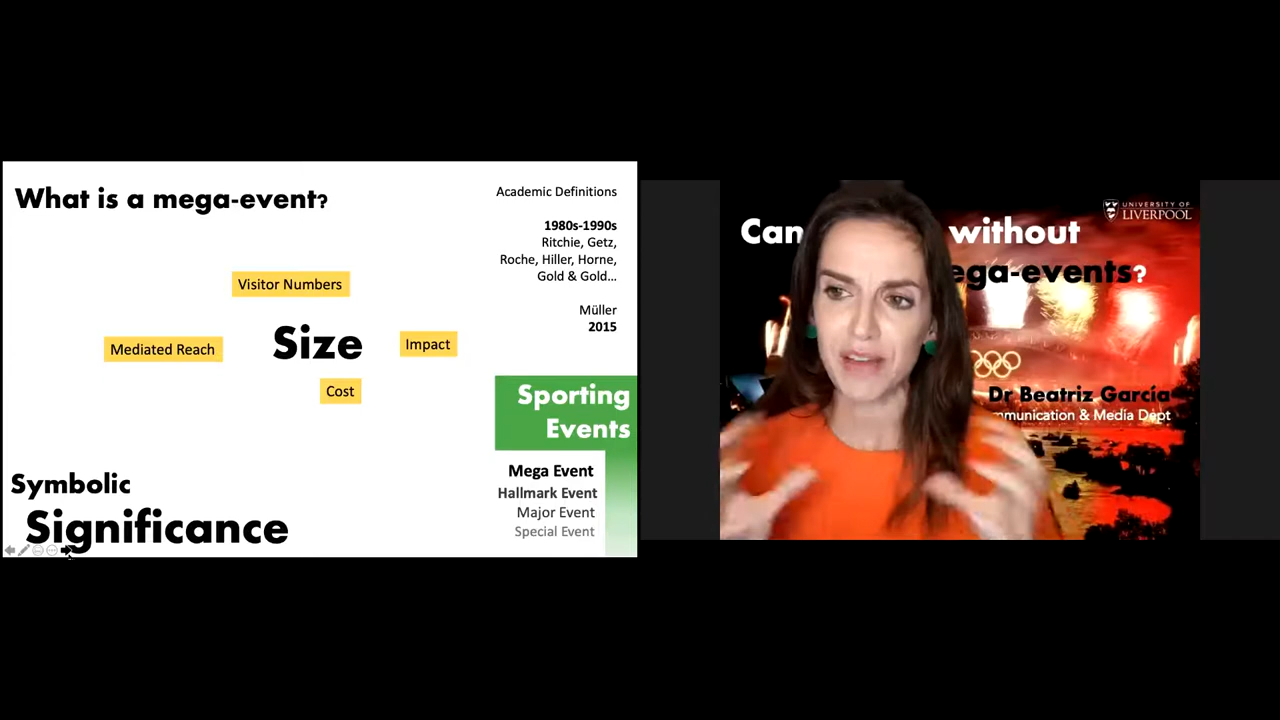 What is a mega-event?
Academic Definitions
1980s-1990s
Ritchie, Getz,
Roche, Hiller, Horne,
Gold & Gold...
Müller
2015
Visitor Numbers
Mediated Reach
Size
Impact
Cost
Sporting
Events
Mega Event
Hallmark Event
Major Event
Special Event
Symbolic
Significance
UNIVERSITY OF
LIVERPOOL
Can without
ega-events?
Dr Beatriz García
mmunication & Media Dept